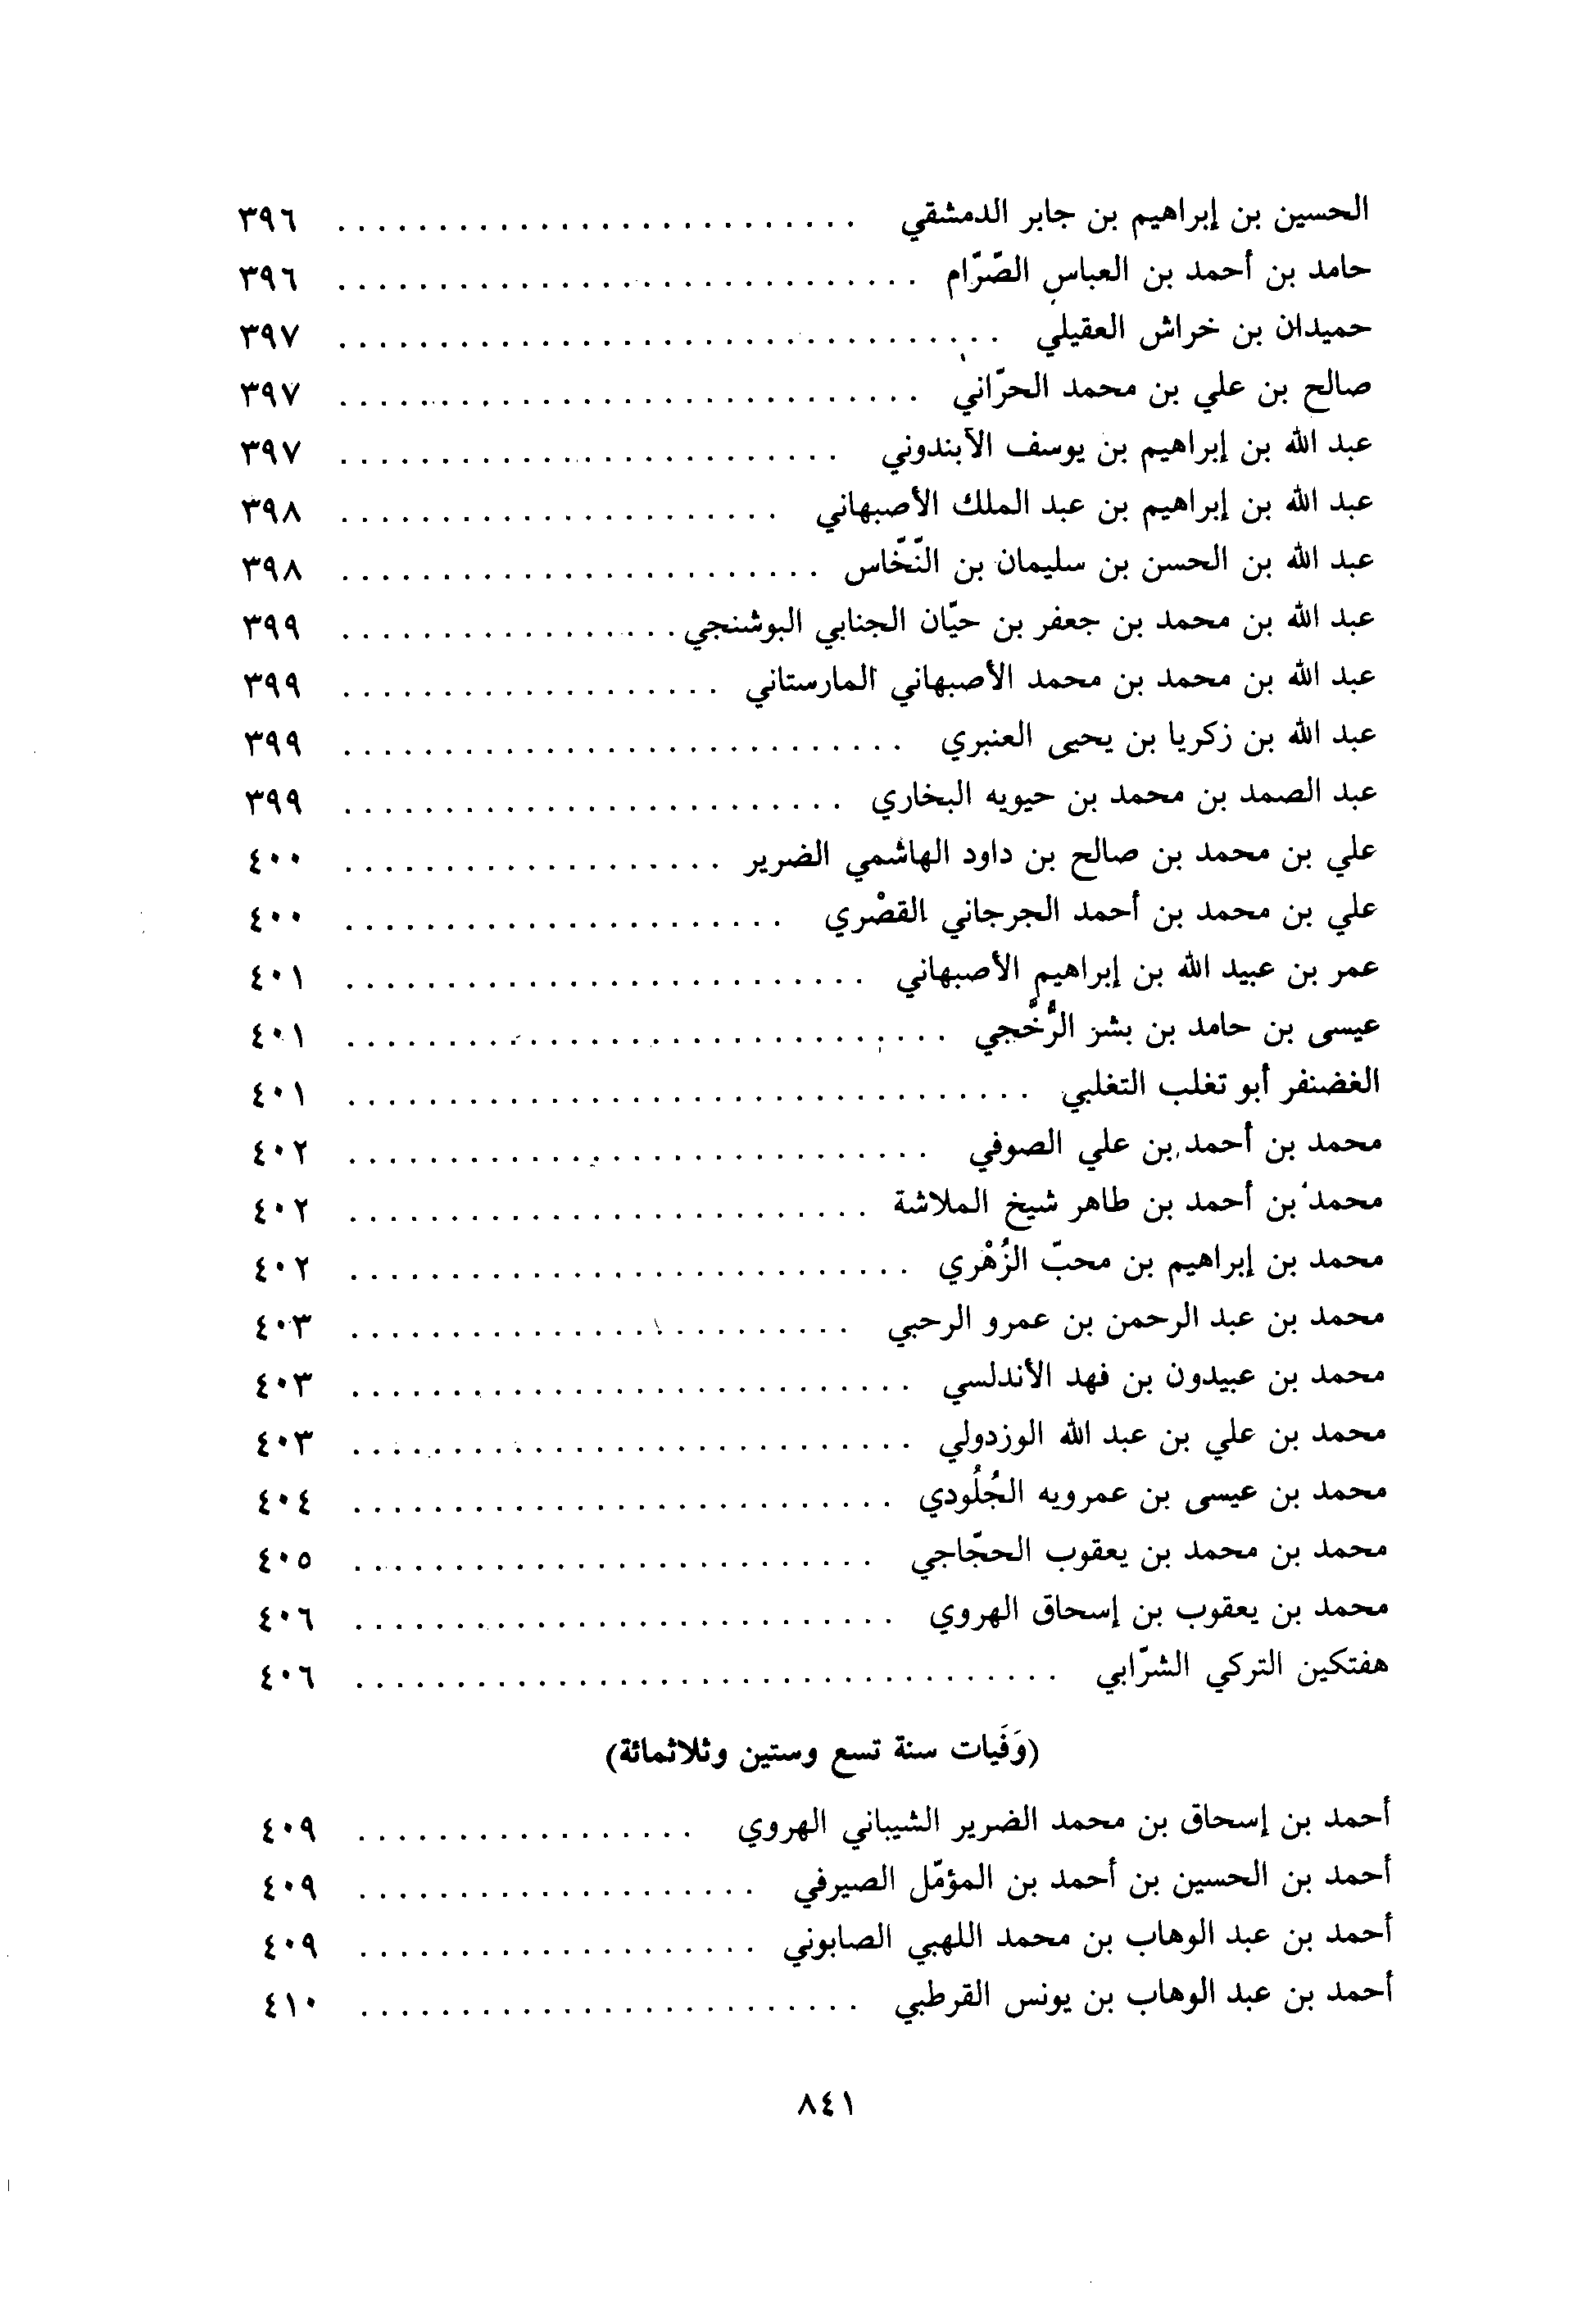 الحسين بن إبراهيم بن جابر الدمشقي . . . . . . . . . . . . . . . . . . . . . . . . . . ٣٩٦
حامد بن أحمد بن العباس الصّرّام . . . . . . . . . . . . . . . . . . . . . . . . . . . . . ٣٩٦
حميدان بن خراش العقيلي . . . . . . . . . . . . . . . . . . . . . . . . . . . . . . . . . ٣٩٧
صالح بن علي بن محمد الحرّاني . . . . . . . . . . . . . . . . . . . . . . . . . . . . . ٣٩٧
عبد الله بن إبراهيم بن يوسف الآبندوني . . . . . . . . . . . . . . . . . . . . . . . . . ٣٩٧
عبد الله بن إبراهيم بن عبد الملك الأصبهاني . . . . . . . . . . . . . . . . . . . . . . ٣٩٨
عبد الله بن الحسن بن سليمان بن النّخّاس . . . . . . . . . . . . . . . . . . . . . . . . ٣٩٨
عبد الله بن محمد بن جعفر بن حيّان الجنابي البوشنجي . . . . . . . . . . . . . . . . . ٣٩٩
عبد الله بن محمد بن محمد الأصبهاني المارستاني . . . . . . . . . . . . . . . . . . . ٣٩٩
عبد الله بن زكريا بن يحيى العنبري . . . . . . . . . . . . . . . . . . . . . . . . . . . . ٣٩٩
عبد الصمد بن محمد بن حيويه البخاري . . . . . . . . . . . . . . . . . . . . . . . . . ٣٩٩
علي بن محمد بن صالح بن داود الهاشمي الضرير . . . . . . . . . . . . . . . . . . . ٤٠٠
علي بن محمد بن أحمد الجرجاني القصْري . . . . . . . . . . . . . . . . . . . . . . ٤٠٠
عمر بن عبيد الله بن إبراهيم الأصبهاني . . . . . . . . . . . . . . . . . . . . . . . . . . ٤٠١
عيسى بن حامد بن بشر الرُّخَّجي . . . . . . . . . . . . . . . . . . . . . . . . . . . . . . ٤٠١
الغضنفر أبو تغلب التغلبي . . . . . . . . . . . . . . . . . . . . . . . . . . . . . . . . . . ٤٠١
محمد بن أحمد بن علي الصوفي . . . . . . . . . . . . . . . . . . . . . . . . . . . . . ٤٠٢
محمد بن أحمد بن طاهر شيخ الملاشة . . . . . . . . . . . . . . . . . . . . . . . . . . ٤٠٢
محمد بن إبراهيم بن محبّ الزُهْري . . . . . . . . . . . . . . . . . . . . . . . . . . . . ٤٠٢
محمد بن عبد الرحمن بن عمرو الرحبي . . . . . . . . . . . . . . . . . . . . . . . . . ٤٠٣
محمد بن عبيدون بن فهد الأندلسي . . . . . . . . . . . . . . . . . . . . . . . . . . . . ٤٠٣
محمد بن علي بن عبد الله الوزدولي . . . . . . . . . . . . . . . . . . . . . . . . . . . . ٤٠٣
محمد بن عيسى بن عمرويه الجُلُودي . . . . . . . . . . . . . . . . . . . . . . . . . . . ٤٠٤
محمد بن محمد بن يعقوب الحجّاجي . . . . . . . . . . . . . . . . . . . . . . . . . . ٤٠٥
محمد بن يعقوب بن إسحاق الهروي . . . . . . . . . . . . . . . . . . . . . . . . . . . ٤٠٦
هفتكين التركي الشرّابي . . . . . . . . . . . . . . . . . . . . . . . . . . . . . . . . . . . ٤٠٦
(وَفَيات سنة تسع وستين وثلاثمائة)
أحمد بن إسحاق بن محمد الضرير الشيباني الهروي . . . . . . . . . . . . . . . . . ٤٠٩
أحمد بن الحسين بن أحمد بن المؤمّل الصيرفي . . . . . . . . . . . . . . . . . . . . ٤٠٩
أحمد بن عبد الوهاب بن محمد اللهبي الصابوني . . . . . . . . . . . . . . . . . . . . ٤٠٩
أحمد بن عبد الوهاب بن يونس القرطبي . . . . . . . . . . . . . . . . . . . . . . . . . ٤١٠
٨٤١